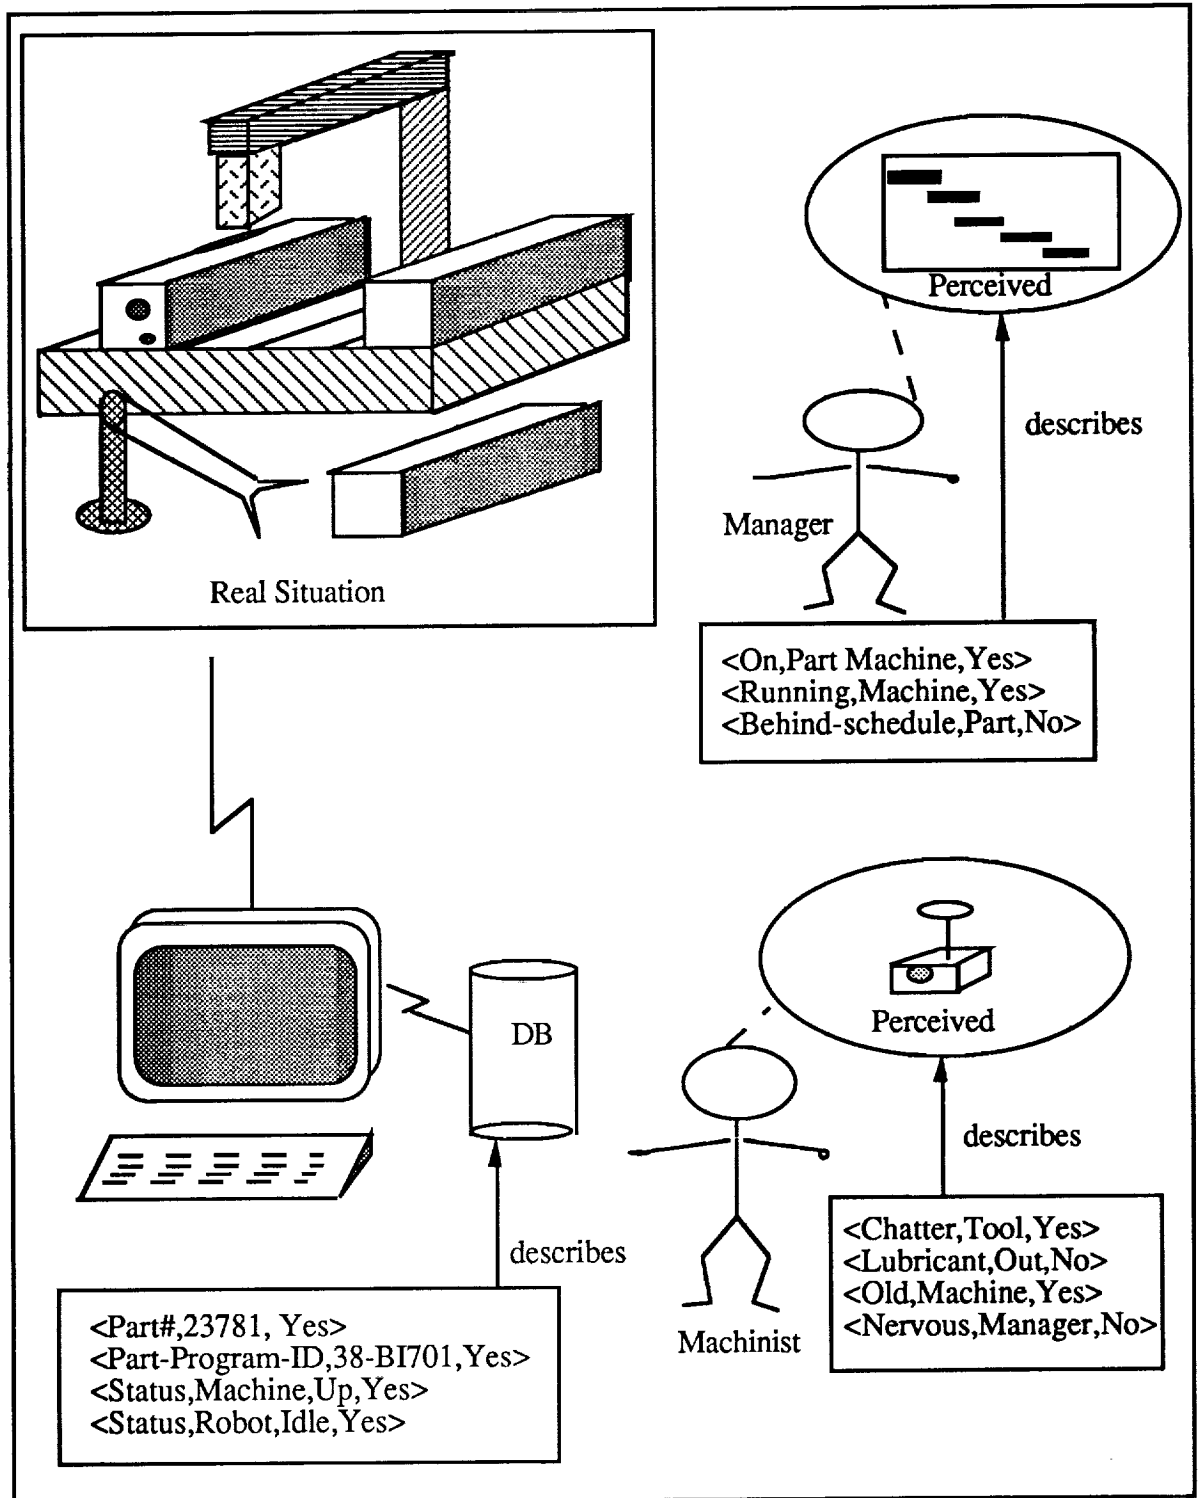 Perceived
describes
Manager
Real Situation
<On,Part Machine,Yes>
<Running,Machine,Yes>
<Behind-schedule,Part,No>
DB
Perceived
describes
<Chatter,Tool,Yes>
<Lubricant,Out,No>
<Old,Machine,Yes>
<Nervous,Manager,No>
Machinist
describes
<Part#,23781, Yes>
<Part-Program-ID,38-BI701,Yes>
<Status,Machine,Up,Yes>
<Status,Robot,Idle,Yes>